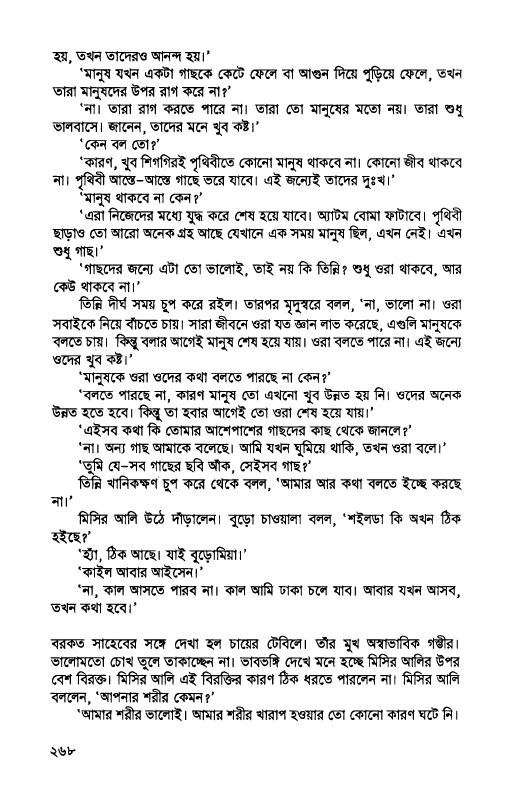 হয়, তখন তাদেরও আনন্দ হয়।’
‘মানুষ যখন একটা গাছকে কেটে ফেলে বা আগুন দিয়ে পুড়িয়ে ফেলে, তখন
তারা মানুষদের উপর রাগ করে না?’
‘না। তারা রাগ করতে পারে না। তারা তো মানুষের মতো নয়। তারা শুধু
ভালবাসে। জানেন, তাদের মনে খুব কষ্ট।’
‘কেন বল তো?’
‘কারণ, খুব শিগগিরই পৃথিবীতে কোনো মানুষ থাকবে না। কোনো জীব থাকবে
না। পৃথিবী আস্তে-আস্তে গাছে ভরে যাবে। এই জন্যেই তাদের দুঃখ।’
‘মানুষ থাকবে না কেন?’
‘এরা নিজেদের মধ্যে যুদ্ধ করে শেষ হয়ে যাবে। অ্যাটম বোমা ফাটাবে। পৃথিবী
ছাড়াও তো আরো অনেক গ্রহ আছে যেখানে এক সময় মানুষ ছিল, এখন নেই। এখন
শুধু গাছ।’
‘গাছদের জন্যে এটা তো ভালোই, তাই নয় কি তিন্নি? শুধু ওরা থাকবে, আর
কেউ থাকবে না।’
তিন্নি দীর্ঘ সময় চুপ করে রইল। তারপর মৃদুস্বরে বলল, ‘না, ভালো না। ওরা
সবাইকে নিয়ে বাঁচতে চায়। সারা জীবনে ওরা যত জ্ঞান লাভ করেছে, এগুলি মানুষকে
বলতে চায়। কিন্তু বলার আগেই মানুষ শেষ হয়ে যায়। ওরা বলতে পারে না। এই জন্যে
ওদের খুব কষ্ট।’
‘মানুষকে ওরা ওদের কথা বলতে পারছে না কেন?’
‘বলতে পারছে না, কারণ মানুষ তো এখনো খুব উন্নত হয় নি। ওদের অনেক
উন্নত হতে হবে। কিন্তু তা হবার আগেই তো ওরা শেষ হয়ে যায়।’
‘এইসব কথা কি তোমার আশেপাশের গাছদের কাছ থেকে জানলে?’
‘না। অন্য গাছ আমাকে বলেছে। আমি যখন ঘুমিয়ে থাকি, তখন ওরা বলে।’
‘তুমি যে-সব গাছের ছবি আঁক, সেইসব গাছ?’
তিন্নি খানিকক্ষণ চুপ করে থেকে বলল, ‘আমার আর কথা বলতে ইচ্ছে করছে
না।’
মিসির আলি উঠে দাঁড়ালেন। বুড়ো চাওয়ালা বলল, ‘শইলডা কি অখন ঠিক
হইছে?’
‘হ্যাঁ, ঠিক আছে। যাই বুড়োমিয়া।’
‘কাইল আবার আইসেন।’
‘না, কাল আসতে পারব না। কাল আমি ঢাকা চলে যাব। আবার যখন আসব,
তখন কথা হবে।’
বরকত সাহেবের সঙ্গে দেখা হল চায়ের টেবিলে। তাঁর মুখ অস্বাভাবিক গম্ভীর।
ভালোমতো চোখ তুলে তাকাচ্ছেন না। ভাবভঙ্গি দেখে মনে হচ্ছে মিসির আলির উপর
বেশ বিরক্ত। মিসির আলি এই বিরক্তির কারণ ঠিক ধরতে পারলেন না। মিসির আলি
বললেন, ‘আপনার শরীর কেমন?’
‘আমার শরীর ভালোই। আমার শরীর খারাপ হওয়ার তো কোনো কারণ ঘটে নি।
২৬৮